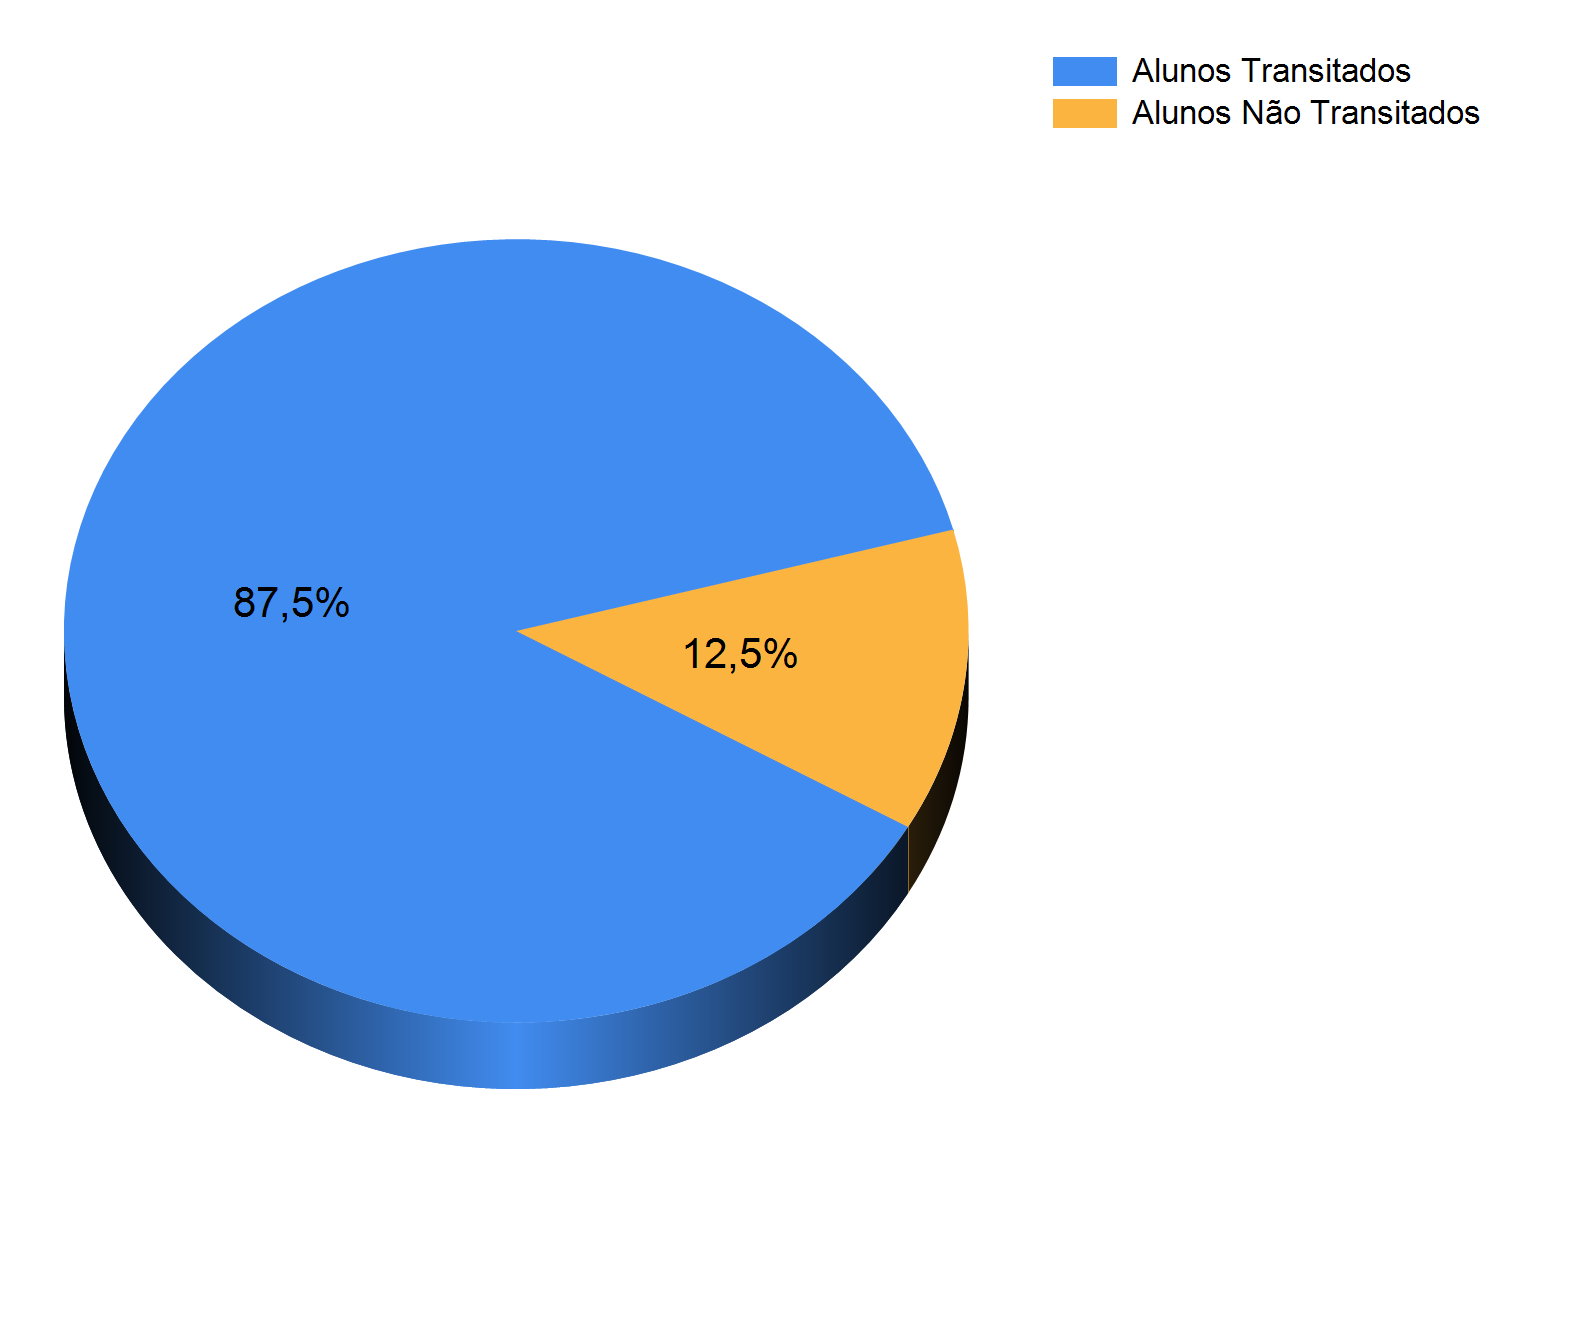 Alunos Transitados
Alunos Não Transitados
87,5%
12,5%